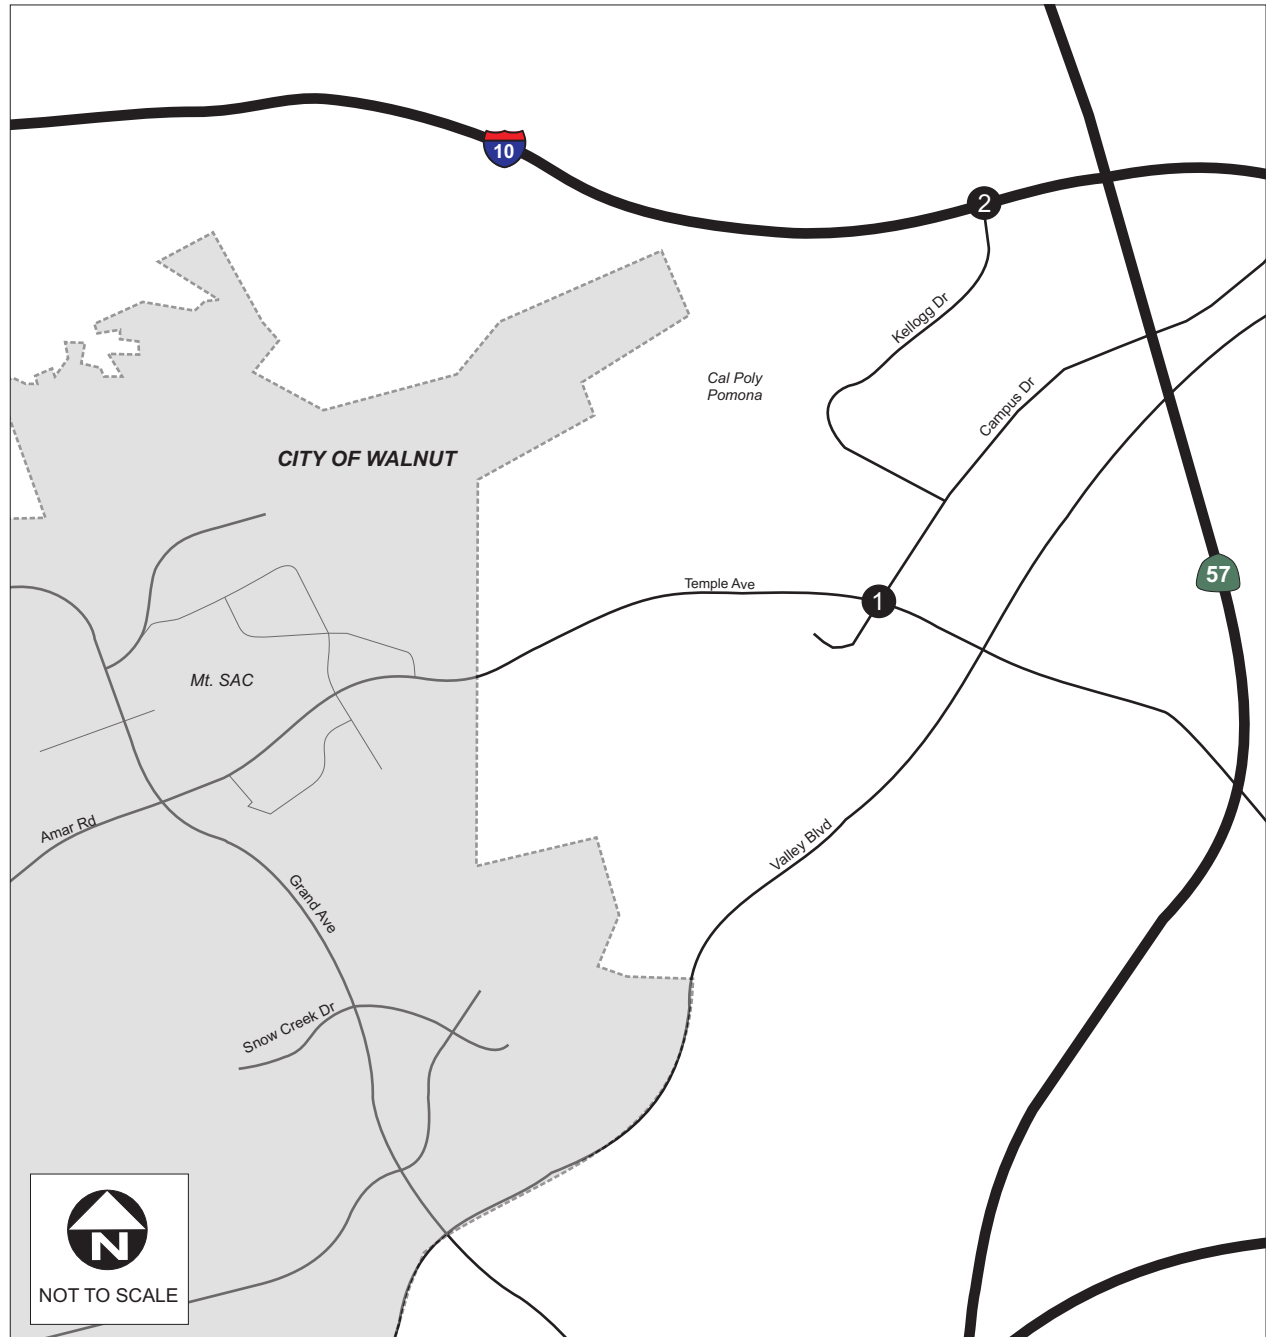 10
2
Kellogg Dr
Cal Poly
Pomona
Campus Dr
CITY OF WALNUT
57
Temple Ave
1
Mt. SAC
Amar Rd
Valley Blvd
Grand Ave
Snow Creek Dr
N
NOT TO SCALE